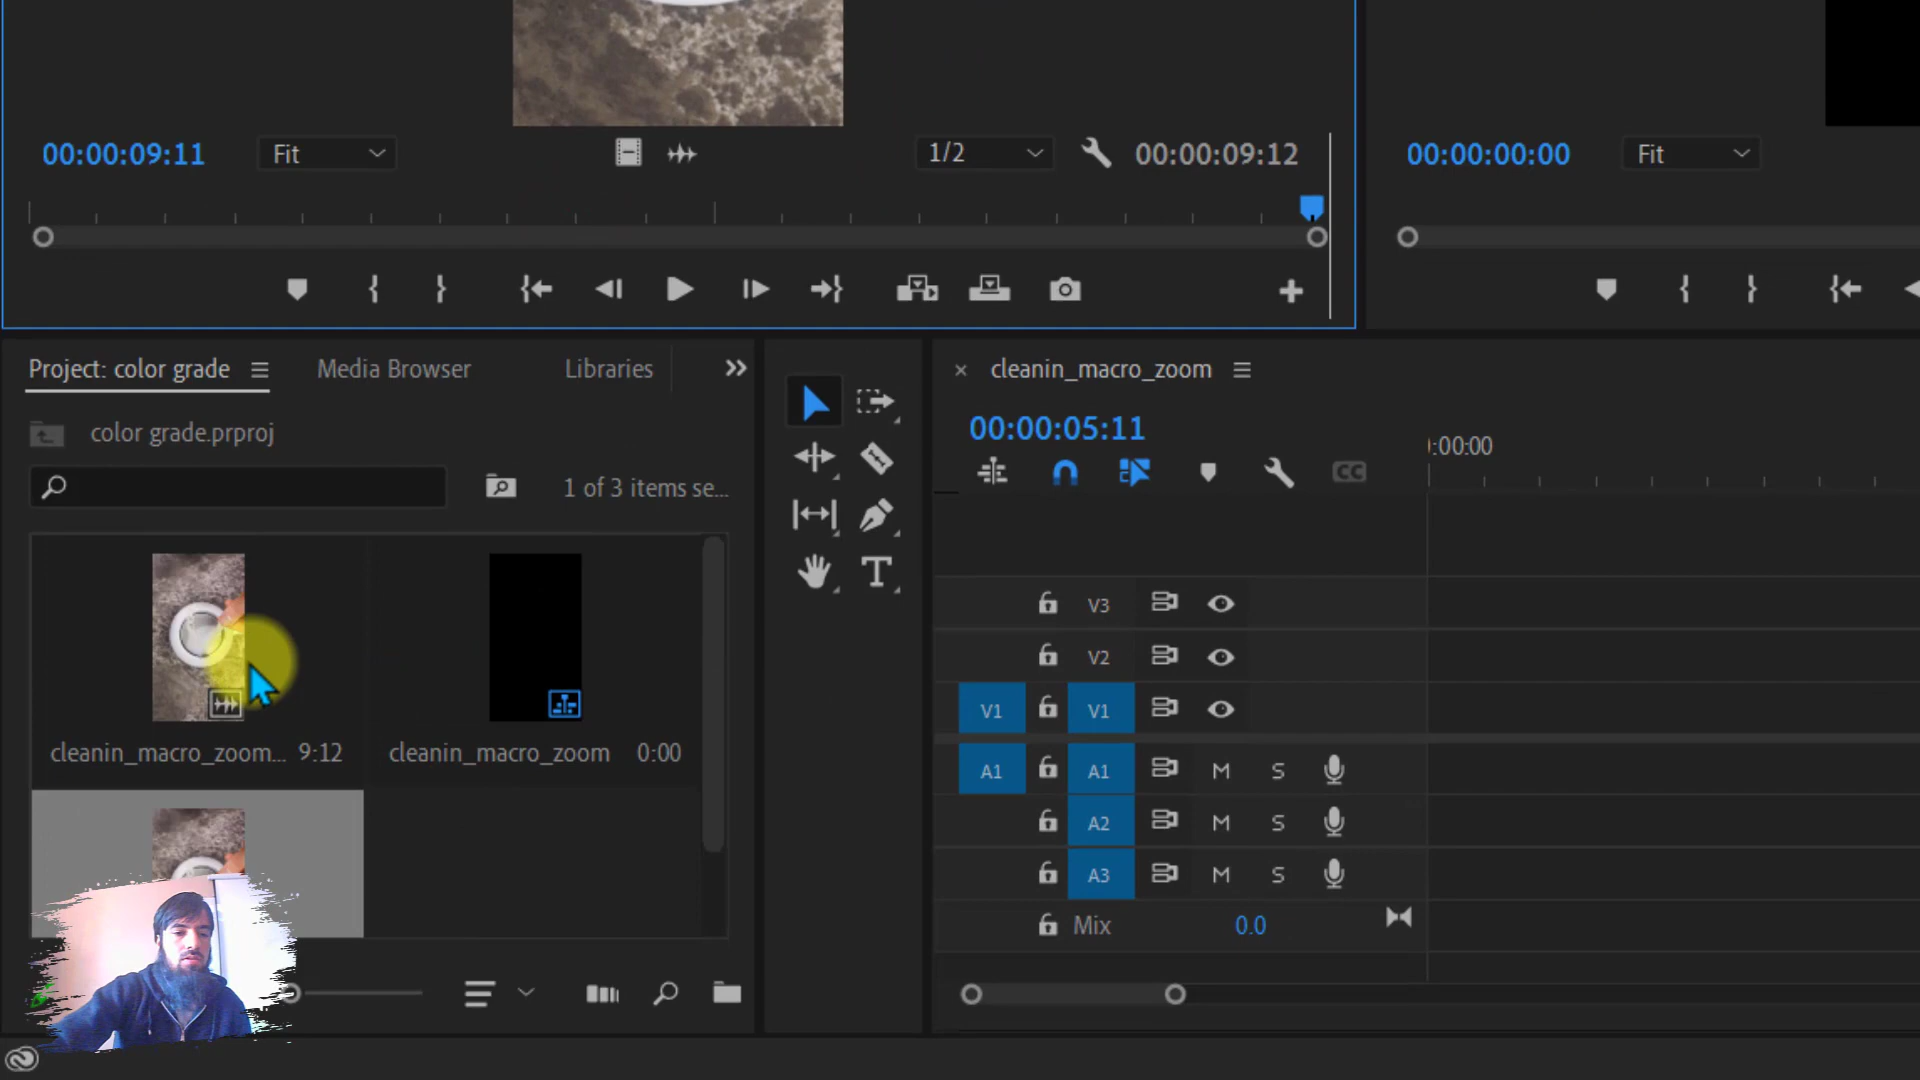 00:00:09:11
Fit
1/2
00:00:09:12
00:00:00:00
Fit
Project: color grade
Media Browser
Libraries
color grade.prproj
1 of 3 items se...
cleanin_macro_zoom... 9:12
cleanin_macro_zoom 0:00
cleanin_macro_zoom
00:00:05:11
:00:00
CC
V3
V2
V1 V1
A1 A1 M S
A2 M S
A3 M S
Mix 0.0